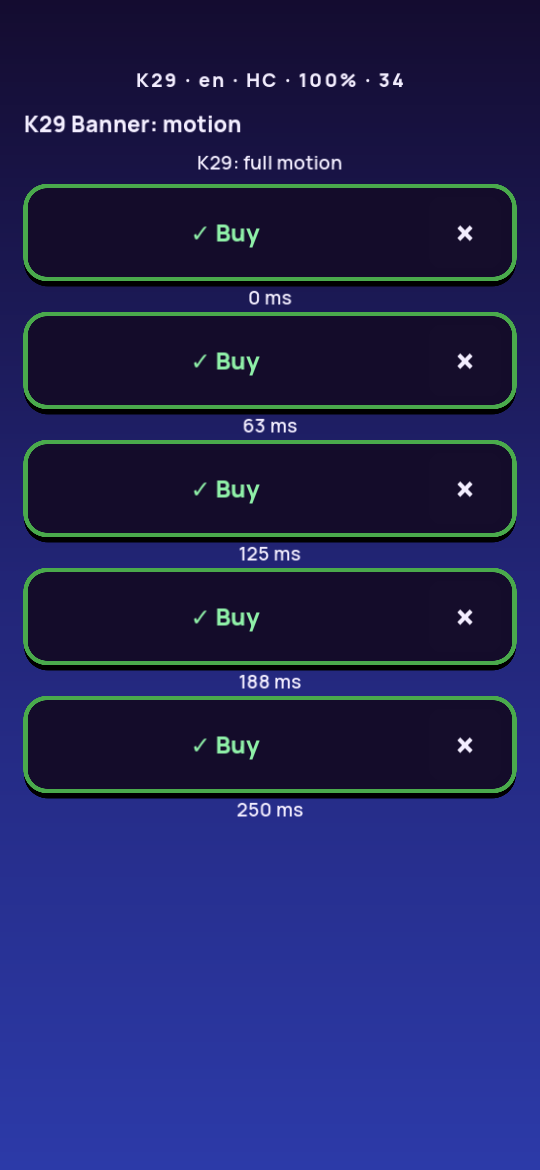 K29 · en · HC · 100% · 34
K29 Banner: motion
K29: full motion
✓ Buy ×
0 ms
✓ Buy ×
63 ms
✓ Buy ×
125 ms
✓ Buy ×
188 ms
✓ Buy ×
250 ms